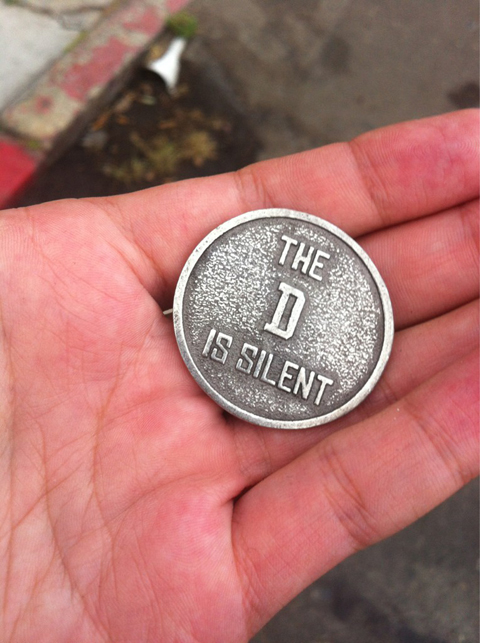 THE
D
IS SILENT